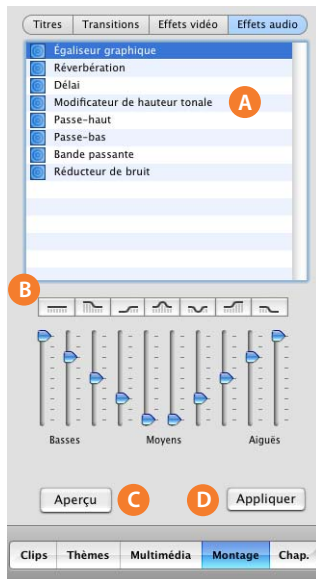 Titres Transitions Effets vidéo Effets audio
Égaliseur graphique
Réverbération
Délai
Modificateur de hauteur tonale
A
Passe-haut
Passe-bas
Bande passante
Réducteur de bruit
B
Basses Moyens Aiguës
Aperçu C D Appliquer
Clips Thèmes Multimédia Montage Chap.